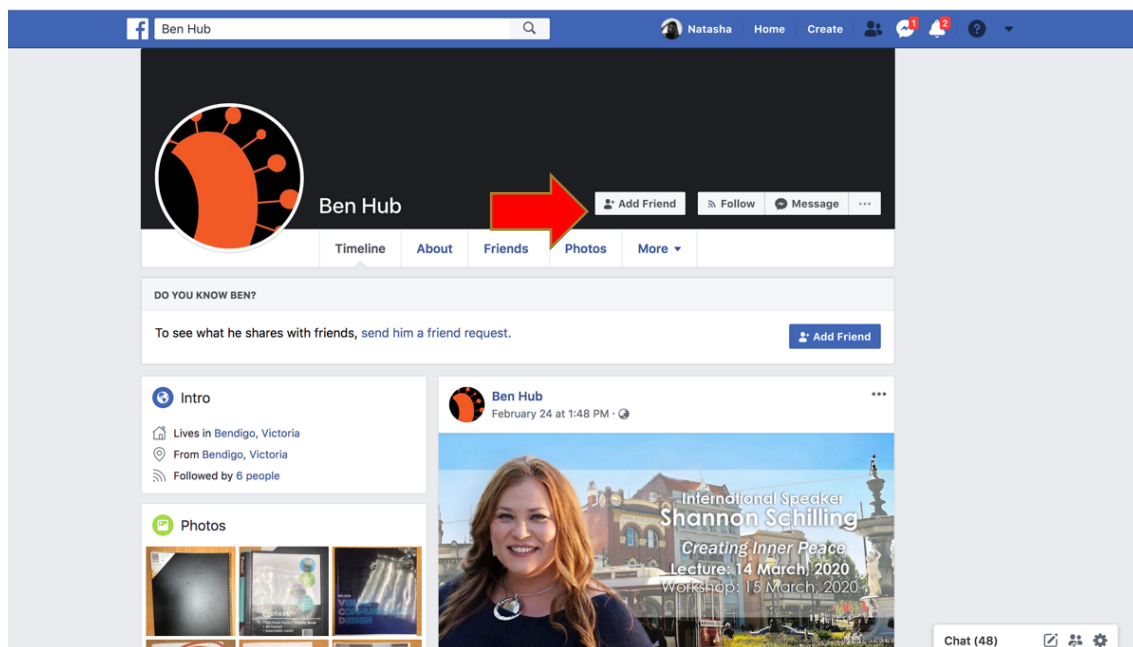 Ben Hub
Natasha Home Create 1 2
Ben Hub
Add Friend Follow Message
Timeline About Friends Photos More
DO YOU KNOW BEN?
To see what he shares with friends, send him a friend request.
Add Friend
Intro
Lives in Bendigo, Victoria
From Bendigo, Victoria
Followed by 6 people
Photos
Ben Hub
February 24 at 1:48 PM
International Speaker
Shannon Schilling
Creating Inner Peace
Lecture: 14 March, 2020
Workshop: 15 March, 2020
Chat (48)